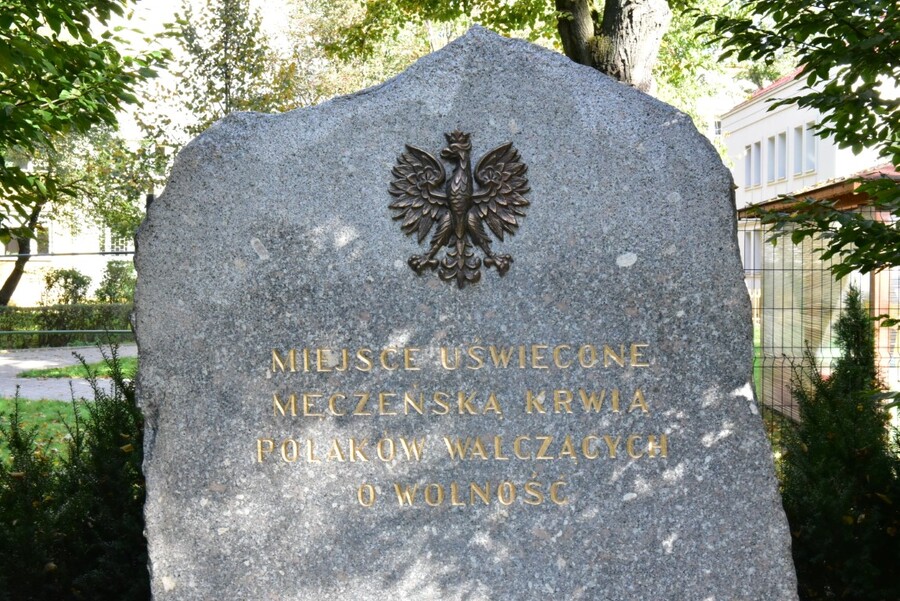 MIEJSCE UŚWIĘCONE
MĘCZEŃSKĄ KRWIĄ
POLAKÓW WALCZĄCYCH
O WOLNOŚĆ